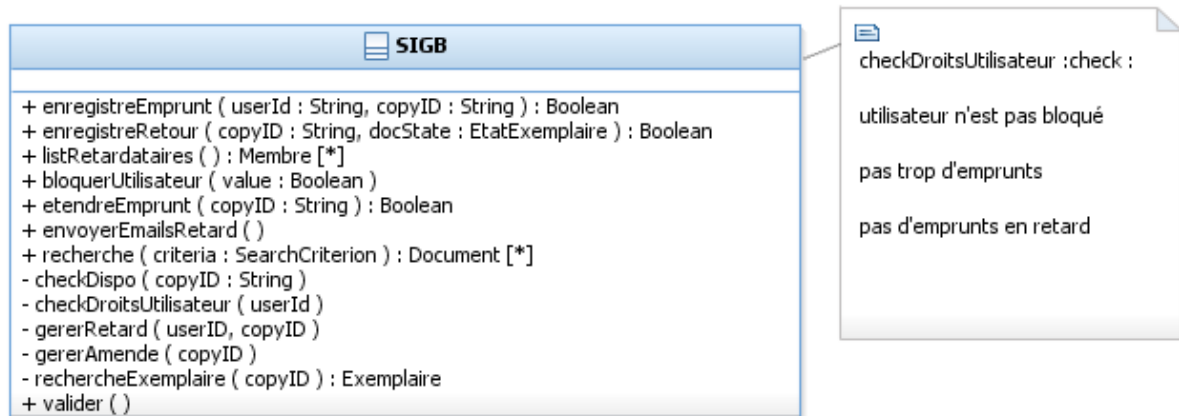 SIGB
+ enregistreEmprunt ( userId : String, copyID : String ) : Boolean
+ enregistreRetour ( copyID : String, docState : EtatExemplaire ) : Boolean
+ listRetardataires ( ) : Membre [*]
+ bloquerUtilisateur ( value : Boolean )
+ etendreEmprunt ( copyID : String ) : Boolean
+ envoyerEmailsRetard ( )
+ recherche ( criteria : SearchCriterion ) : Document [*]
- checkDispo ( copyID : String )
- checkDroitsUtilisateur ( userId )
- gererRetard ( userID, copyID )
- gererAmende ( copyID )
- rechercheExemplaire ( copyID ) : Exemplaire
+ valider ( )
checkDroitsUtilisateur :check :
utilisateur n'est pas bloqué
pas trop d'emprunts
pas d'emprunts en retard